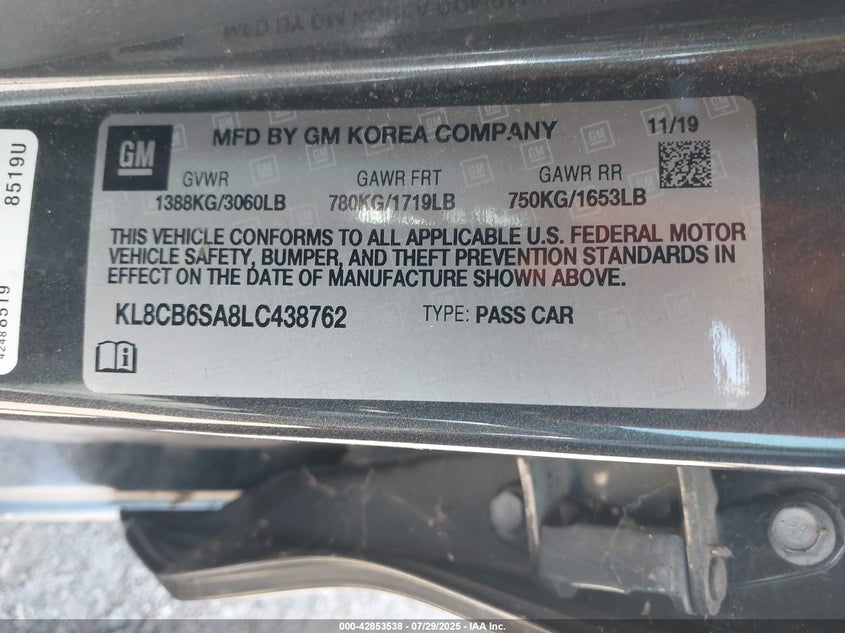 MFD BY GM KOREA COMPANY
11/19
GM
GVWR
GAWR FRT
GAWR RR
1388KG/3060LB
780KG/1719LB
750KG/1653LB
THIS VEHICLE CONFORMS TO ALL APPLICABLE U.S. FEDERAL MOTOR
VEHICLE SAFETY, BUMPER, AND THEFT PREVENTION STANDARDS IN
EFFECT ON THE DATE OF MANUFACTURE SHOWN ABOVE.
KL8CB6SA8LC438762
TYPE: PASS CAR
8519U
42488519
000-42853538 - 07/29/2025 - IAA Inc.